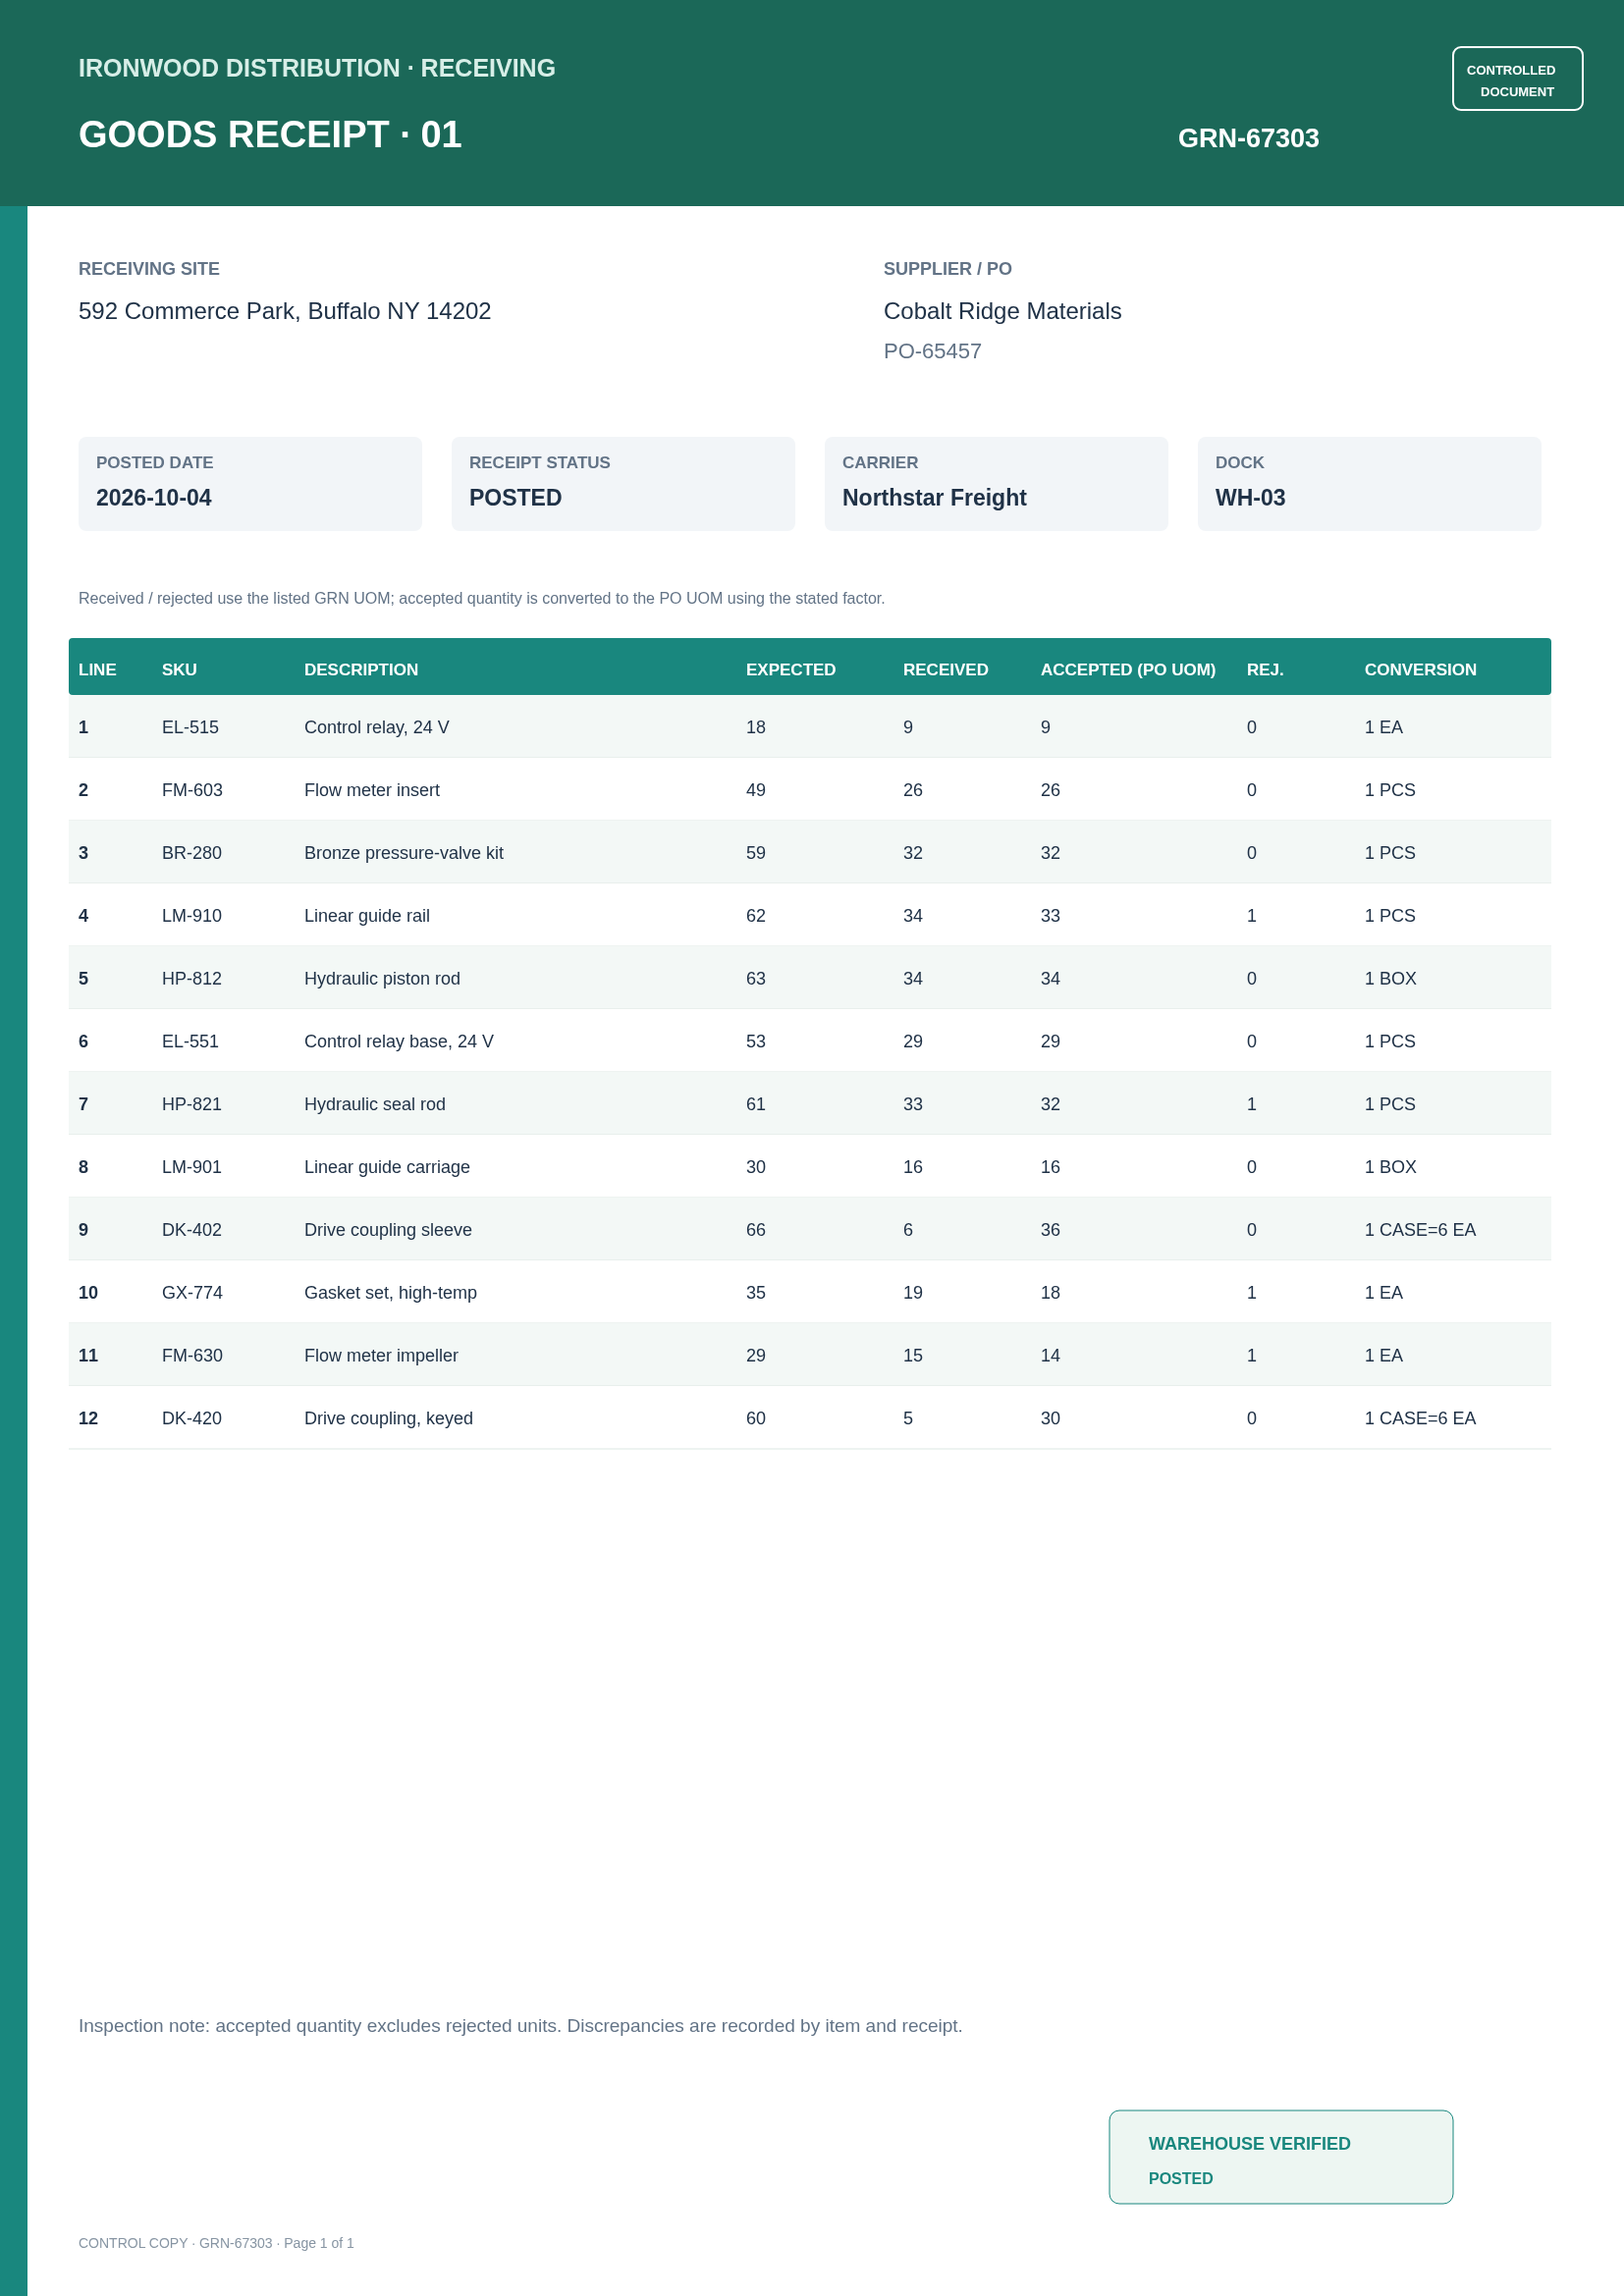 IRONWOOD DISTRIBUTION · RECEIVING
CONTROLLED
DOCUMENT
GOODS RECEIPT · 01
GRN-67303
RECEIVING SITE
SUPPLIER / PO
592 Commerce Park, Buffalo NY 14202
Cobalt Ridge Materials
PO-65457
POSTED DATE
RECEIPT STATUS
CARRIER
DOCK
2026-10-04
POSTED
Northstar Freight
WH-03
Received / rejected use the listed GRN UOM; accepted quantity is converted to the PO UOM using the stated factor.
LINE SKU DESCRIPTION EXPECTED RECEIVED ACCEPTED (PO UOM) REJ. CONVERSION
1 EL-515 Control relay, 24 V 18 9 9 0 1 EA
2 FM-603 Flow meter insert 49 26 26 0 1 PCS
3 BR-280 Bronze pressure-valve kit 59 32 32 0 1 PCS
4 LM-910 Linear guide rail 62 34 33 1 1 PCS
5 HP-812 Hydraulic piston rod 63 34 34 0 1 BOX
6 EL-551 Control relay base, 24 V 53 29 29 0 1 PCS
7 HP-821 Hydraulic seal rod 61 33 32 1 1 PCS
8 LM-901 Linear guide carriage 30 16 16 0 1 BOX
9 DK-402 Drive coupling sleeve 66 6 36 0 1 CASE=6 EA
10 GX-774 Gasket set, high-temp 35 19 18 1 1 EA
11 FM-630 Flow meter impeller 29 15 14 1 1 EA
12 DK-420 Drive coupling, keyed 60 5 30 0 1 CASE=6 EA
Inspection note: accepted quantity excludes rejected units. Discrepancies are recorded by item and receipt.
WAREHOUSE VERIFIED
POSTED
CONTROL COPY · GRN-67303 · Page 1 of 1